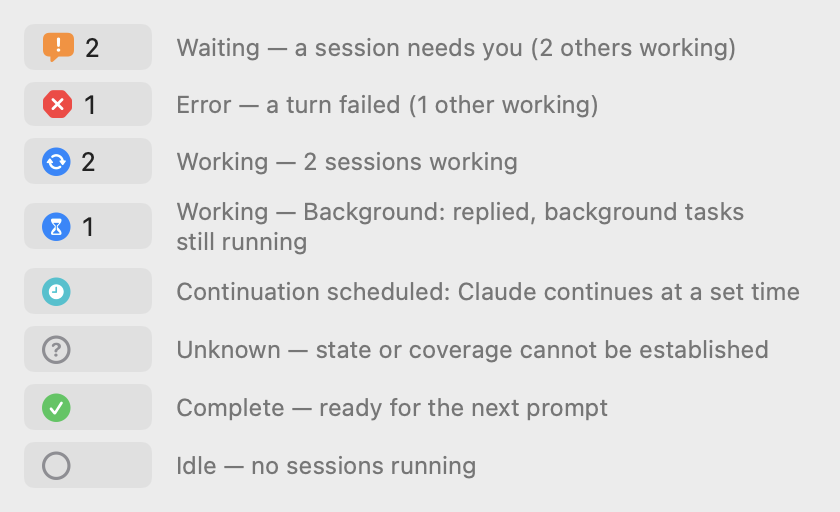 2 Waiting — a session needs you (2 others working)
1 Error — a turn failed (1 other working)
2 Working — 2 sessions working
1 Working — Background: replied, background tasks
still running
Continuation scheduled: Claude continues at a set time
? Unknown — state or coverage cannot be established
Complete — ready for the next prompt
Idle — no sessions running